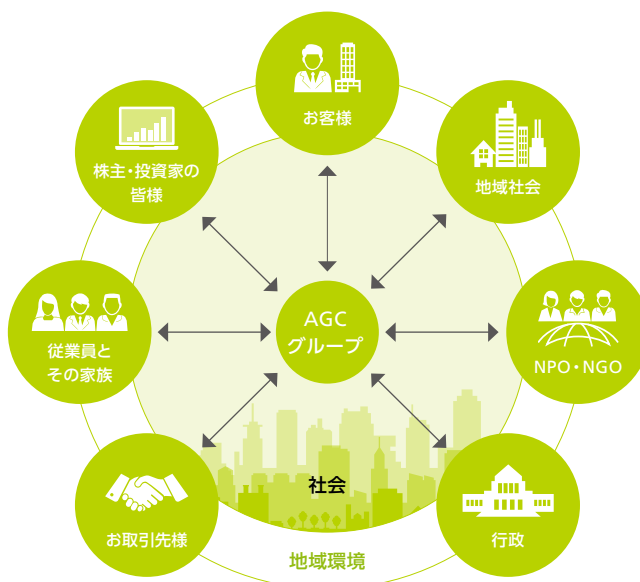 お客様
株主・投資家の
皆様
地域社会
AGC
グループ
従業員と
その家族
NPO・NGO
社会
お取引先様
行政
地域環境